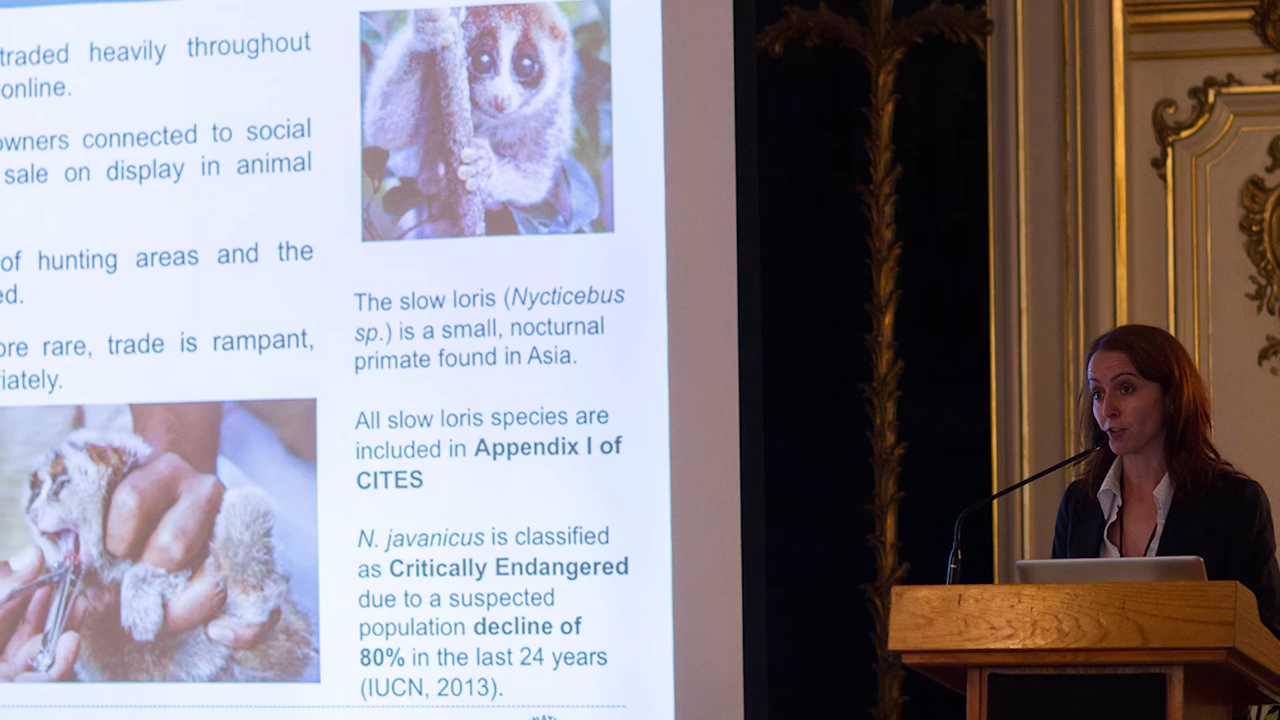 traded heavily throughout
online.
owners connected to social
sale on display in animal
of hunting areas and the
ed.
ore rare, trade is rampant,
riately.
The slow loris (Nycticebus
sp.) is a small, nocturnal
primate found in Asia.
All slow loris species are
included in Appendix I of
CITES
N. javanicus is classified
as Critically Endangered
due to a suspected
population decline of
80% in the last 24 years
(IUCN, 2013).